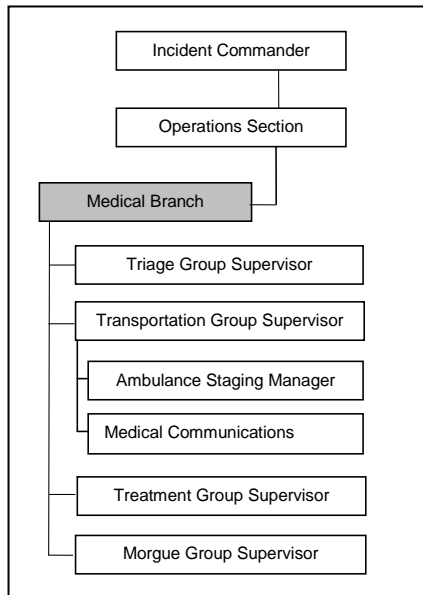 Incident Commander
Operations Section
Medical Branch
Triage Group Supervisor
Transportation Group Supervisor
Ambulance Staging Manager
Medical Communications
Treatment Group Supervisor
Morgue Group Supervisor